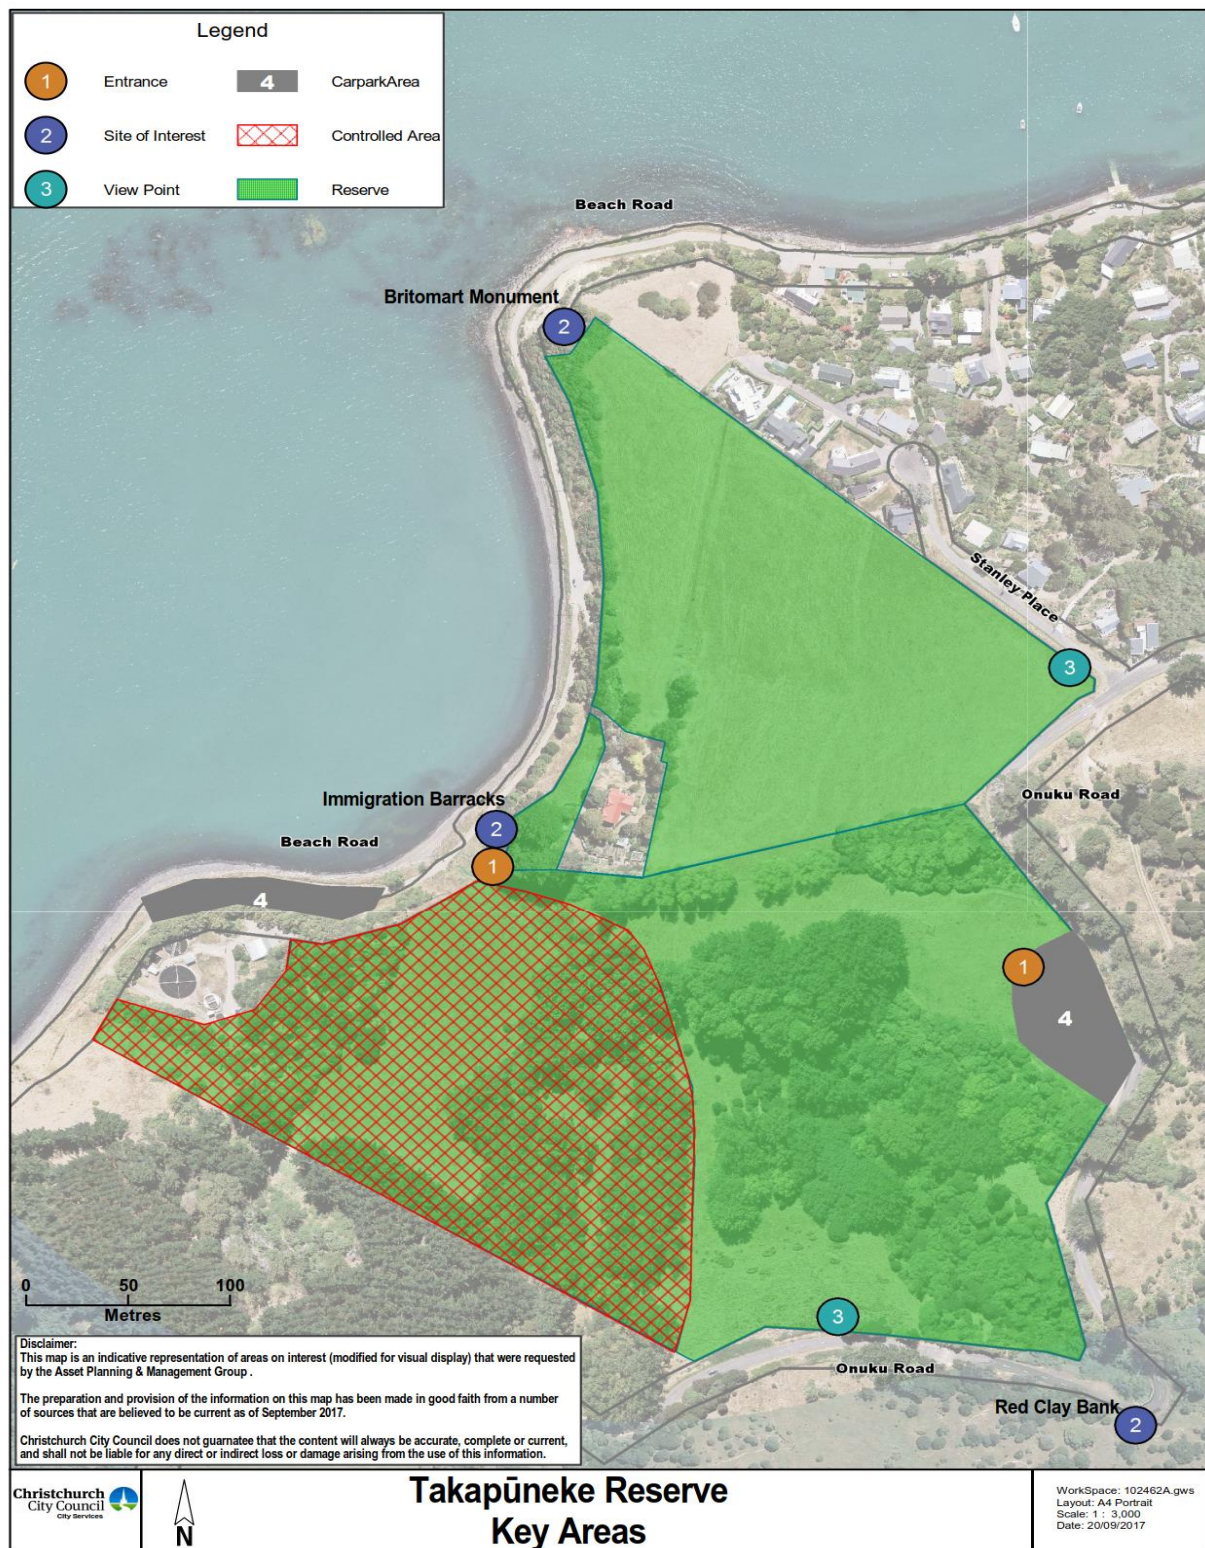 Legend
1 Entrance 4 CarparkArea
2 Site of Interest Controlled Area
3 View Point Reserve
Beach Road
Britomart Monument
2
Stanley Place
3
Onuku Road
Immigration Barracks
2
Beach Road
1
4
1
4
3
Onuku Road
Red Clay Bank
2
0 50 100
Metres
Disclaimer:
This map is an indicative representation of areas on interest (modified for visual display) that were requested
by the Asset Planning & Management Group .
The preparation and provision of the information on this map has been made in good faith from a number
of sources that are believed to be current as of September 2017.
Christchurch City Council does not guarnatee that the content will always be accurate, complete or current,
and shall not be liable for any direct or indirect loss or damage arising from the use of this information.
Christchurch
City Council
City Services
N
Takapūneke Reserve
Key Areas
WorkSpace: 102462A.gws
Layout: A4 Portrait
Scale: 1 : 3,000
Date: 20/09/2017